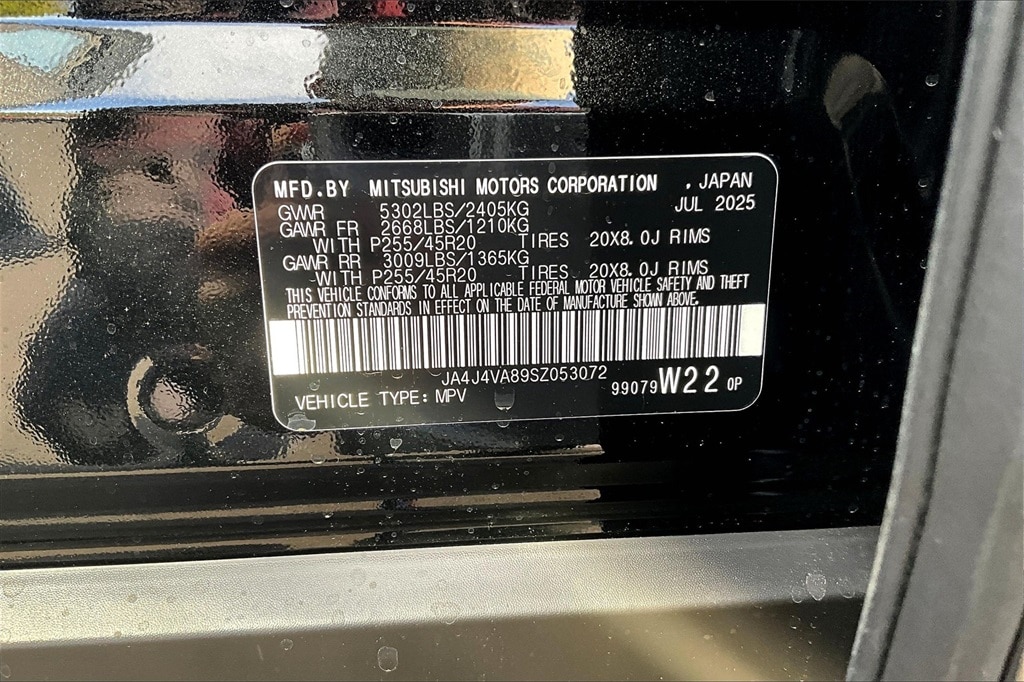 MFD.BY MITSUBISHI MOTORS CORPORATION . JAPAN
GWR 5302LBS/2405KG JUL 2025
GAWR FR 2668LBS/1210KG
WITH P255/45R20 TIRES 20X8.0J RIMS
GAWR RR 3009LBS/1365KG
WITH P255/45R20 TIRES 20X8.0J RIMS
THIS VEHICLE CONFORMS TO ALL APPLICABLE FEDERAL MOTOR VEHICLE SAFETY AND THEFT
PREVENTION STANDARDS IN EFFECT ON THE DATE OF MANUFACTURE SHOWN ABOVE.
JA4J4VA89SZ053072
VEHICLE TYPE: MPV 99079 W22 0P